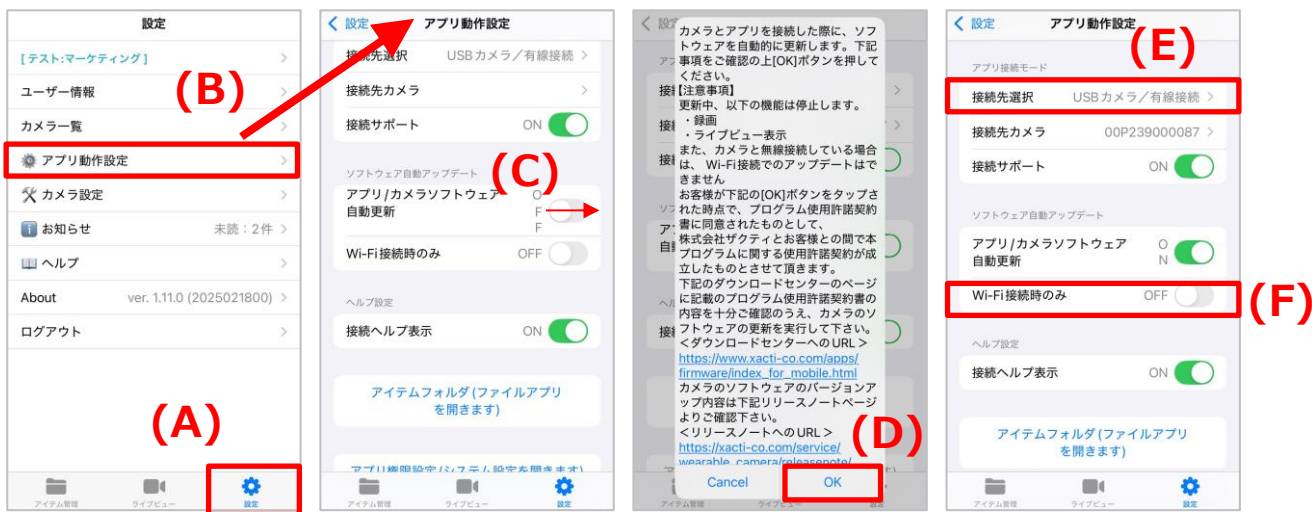 設定
[テスト:マーケティング]
ユーザー情報
(B)
カメラ一覧
アプリ動作設定
カメラ設定
お知らせ 未読：2件
ヘルプ
About ver. 1.11.0 (2025021800)
ログアウト
(A)
アイテム管理 ライブビュー 設定
設定 アプリ動作設定
接続先選択 USBカメラ／有線接続
接続先カメラ
接続サポート ON
ソフトウェア自動アップデート
(C)
アプリ/カメラソフトウェア
自動更新
O
F
F
Wi-Fi接続時のみ OFF
ヘルプ設定
接続ヘルプ表示 ON
アイテムフォルダ(ファイルアプリ
を開きます)
アプリ権限設定(システム設定を開きます)
アイテム管理 ライブビュー 設定
カメラとアプリを接続した際に、ソフ
トウェアを自動的に更新します。下記
事項をご確認の上[OK]ボタンを押して
ください。
【注意事項】
更新中、以下の機能は停止します。
・録画
・ライブビュー表示
また、カメラと無線接続している場合
は、 Wi-Fi接続でのアップデートはで
きません
お客様が下記の[OK]ボタンをタップさ
れた時点で、プログラム使用許諾契約
書に同意されたものとして、
株式会社ザクティとお客様との間で本
プログラムに関する使用許諾契約が成
立したものとさせて頂きます。
下記のダウンロードセンターのページ
に記載のプログラム使用許諾契約書の
内容を十分ご確認のうえ、カメラのソ
フトウェアの更新を実行して下さい。
＜ダウンロードセンターへのURL＞
https://www.xacti-co.com/apps/
firmware/index_for_mobile.html
カメラのソフトウェアのバージョンア
ップ内容は下記リリースノートページ
よりご確認下さい。
＜リリースノートへのURL＞
https://xacti-co.com/service/
wearable_camera/releasenote/
(D)
Cancel OK
設定 アプリ動作設定
(E)
アプリ接続モード
接続先選択 USBカメラ／有線接続
接続先カメラ 00P239000087
接続サポート ON
ソフトウェア自動アップデート
アプリ/カメラソフトウェア
自動更新
O
N
Wi-Fi接続時のみ OFF
(F)
ヘルプ設定
接続ヘルプ表示 ON
アイテムフォルダ(ファイルアプリ
を開きます)
アイテム管理 ライブビュー 設定